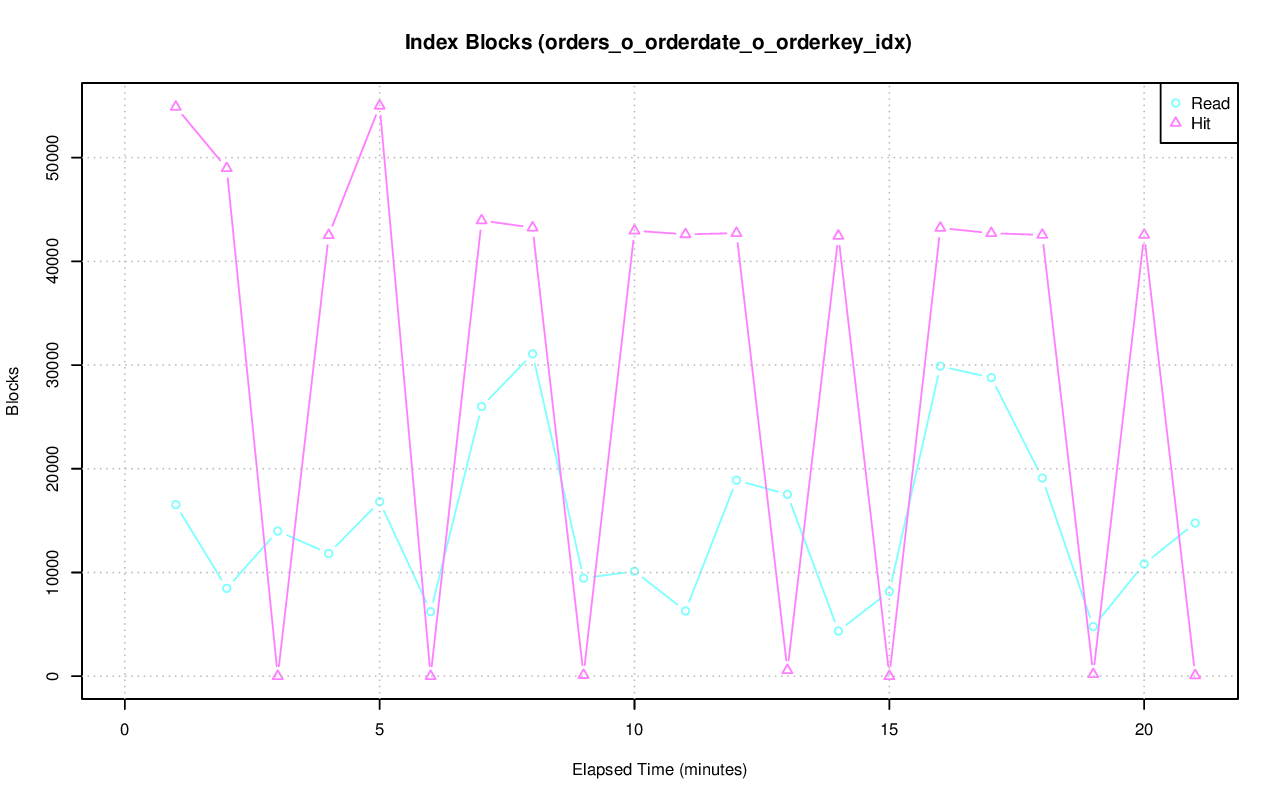 Index Blocks (orders_o_orderdate_o_orderkey_idx)
Read
Hit
50000
40000
30000
20000
10000
0
Blocks
0 5 10 15 20
Elapsed Time (minutes)